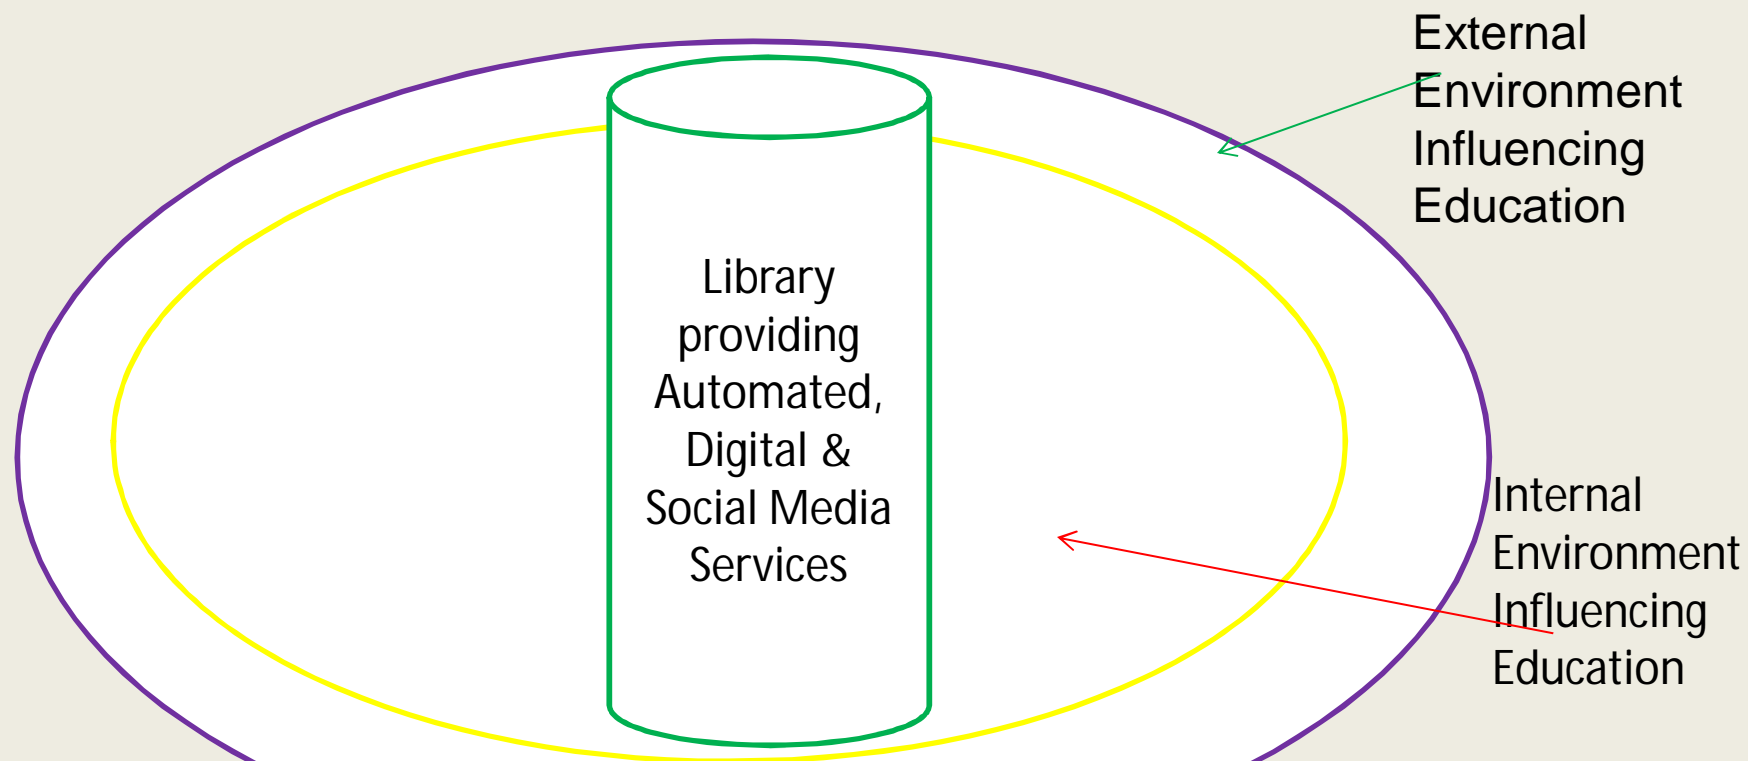 External
Environment
Influencing
Education
Library
providing
Automated,
Digital &
Social Media
Services
Internal
Environment
Influencing
Education